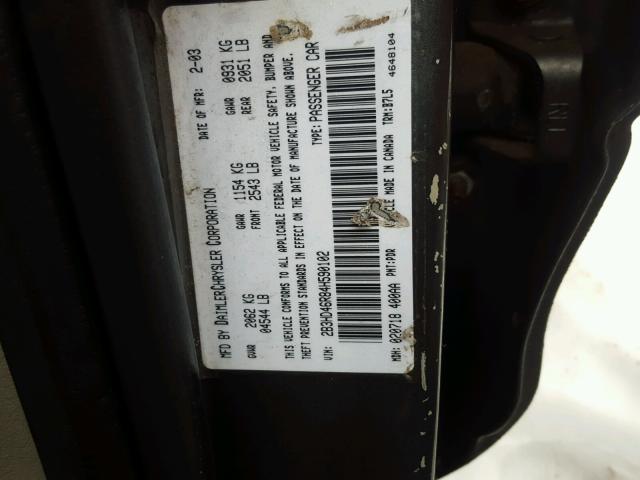 MFD BY DAIMLERCHRYSLER CORPORATION DATE OF MFR: 2-03
GVWR 2062 KG GAWR 1154 KG GAWR 0931 KG
04544 LB FRONT 2543 LB REAR 2051 LB
THIS VEHICLE CONFORMS TO ALL APPLICABLE FEDERAL MOTOR VEHICLE SAFETY, BUMPER AND
THEFT PREVENTION STANDARDS IN EFFECT ON THE DATE OF MANUFACTURE SHOWN ABOVE.
VIN: 2B3HD46R84H590102 TYPE: PASSENGER CAR
MDH: 020718 400AA PNT:PDR CLE MADE IN CANADA TRM:B7L5
4648104